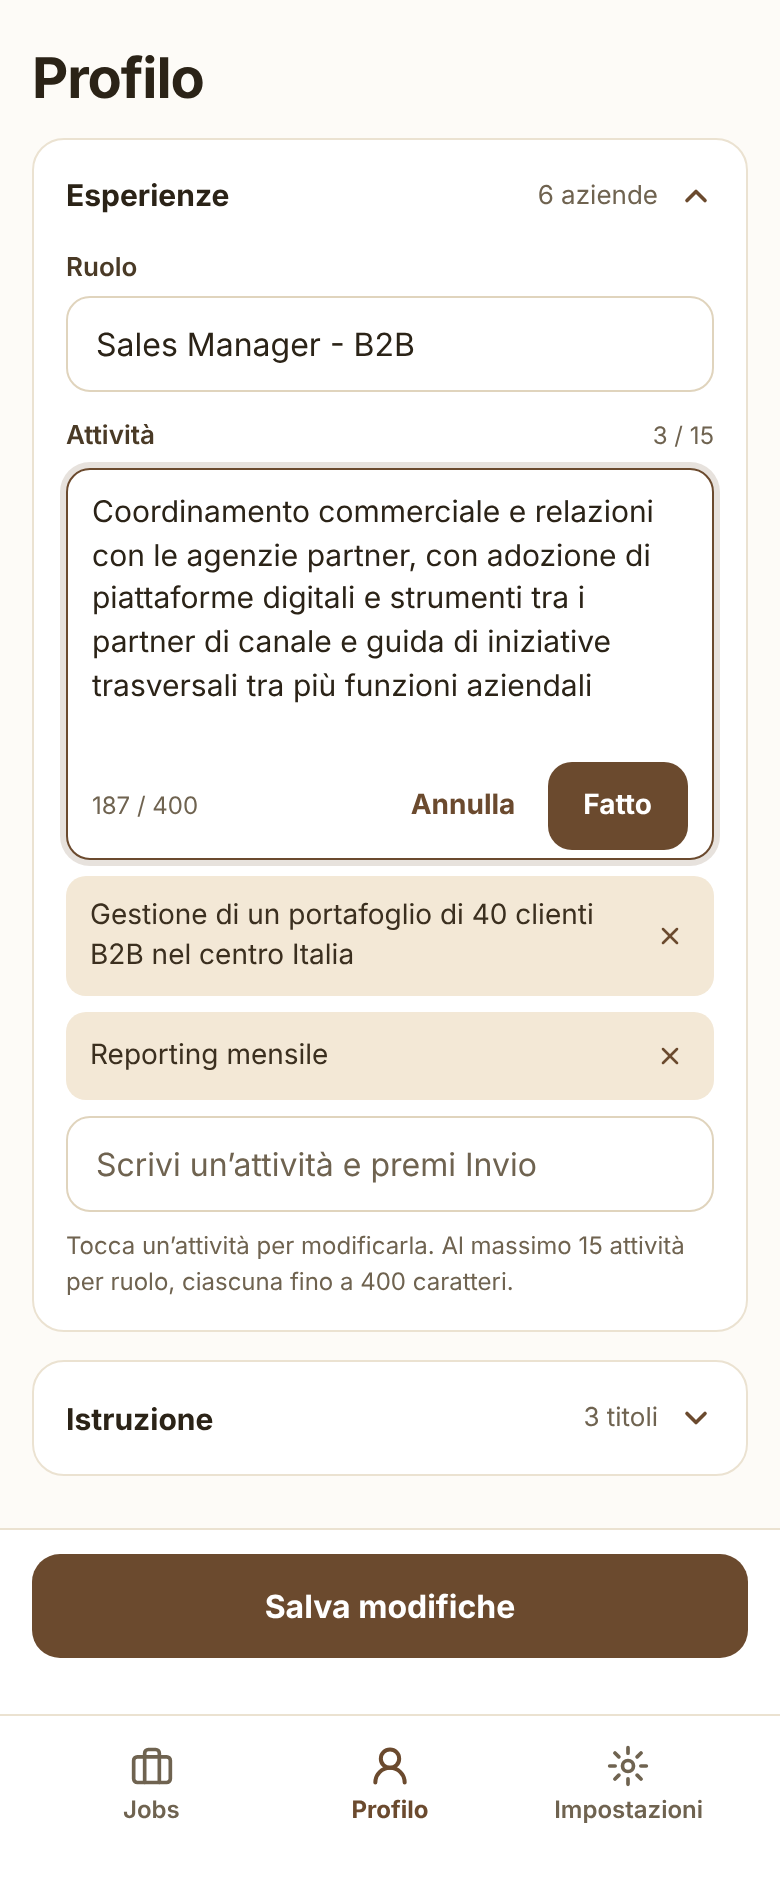 Profilo
Esperienze
6 aziende
Ruolo
Sales Manager - B2B
Attività
3 / 15
Coordinamento commerciale e relazioni
con le agenzie partner, con adozione di
piattaforme digitali e strumenti tra i
partner di canale e guida di iniziative
trasversali tra più funzioni aziendali
187 / 400
Annulla
Fatto
Gestione di un portafoglio di 40 clienti
B2B nel centro Italia
Reporting mensile
Scrivi un’attività e premi Invio
Tocca un’attività per modificarla. Al massimo 15 attività
per ruolo, ciascuna fino a 400 caratteri.
Istruzione
3 titoli
Salva modifiche
Jobs
Profilo
Impostazioni